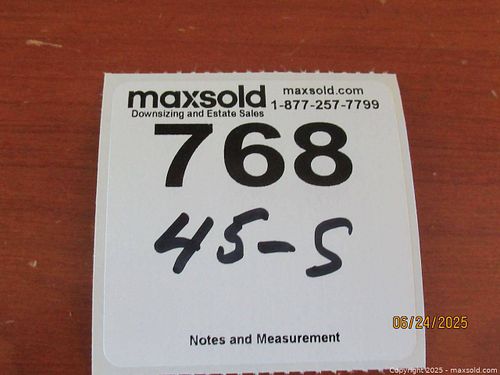 maxsold maxsold.com
Downsizing and Estate Sales 1-877-257-7799
768
45-S
Notes and Measurement
06/24/2025
Copyright 2025 - maxsold.com